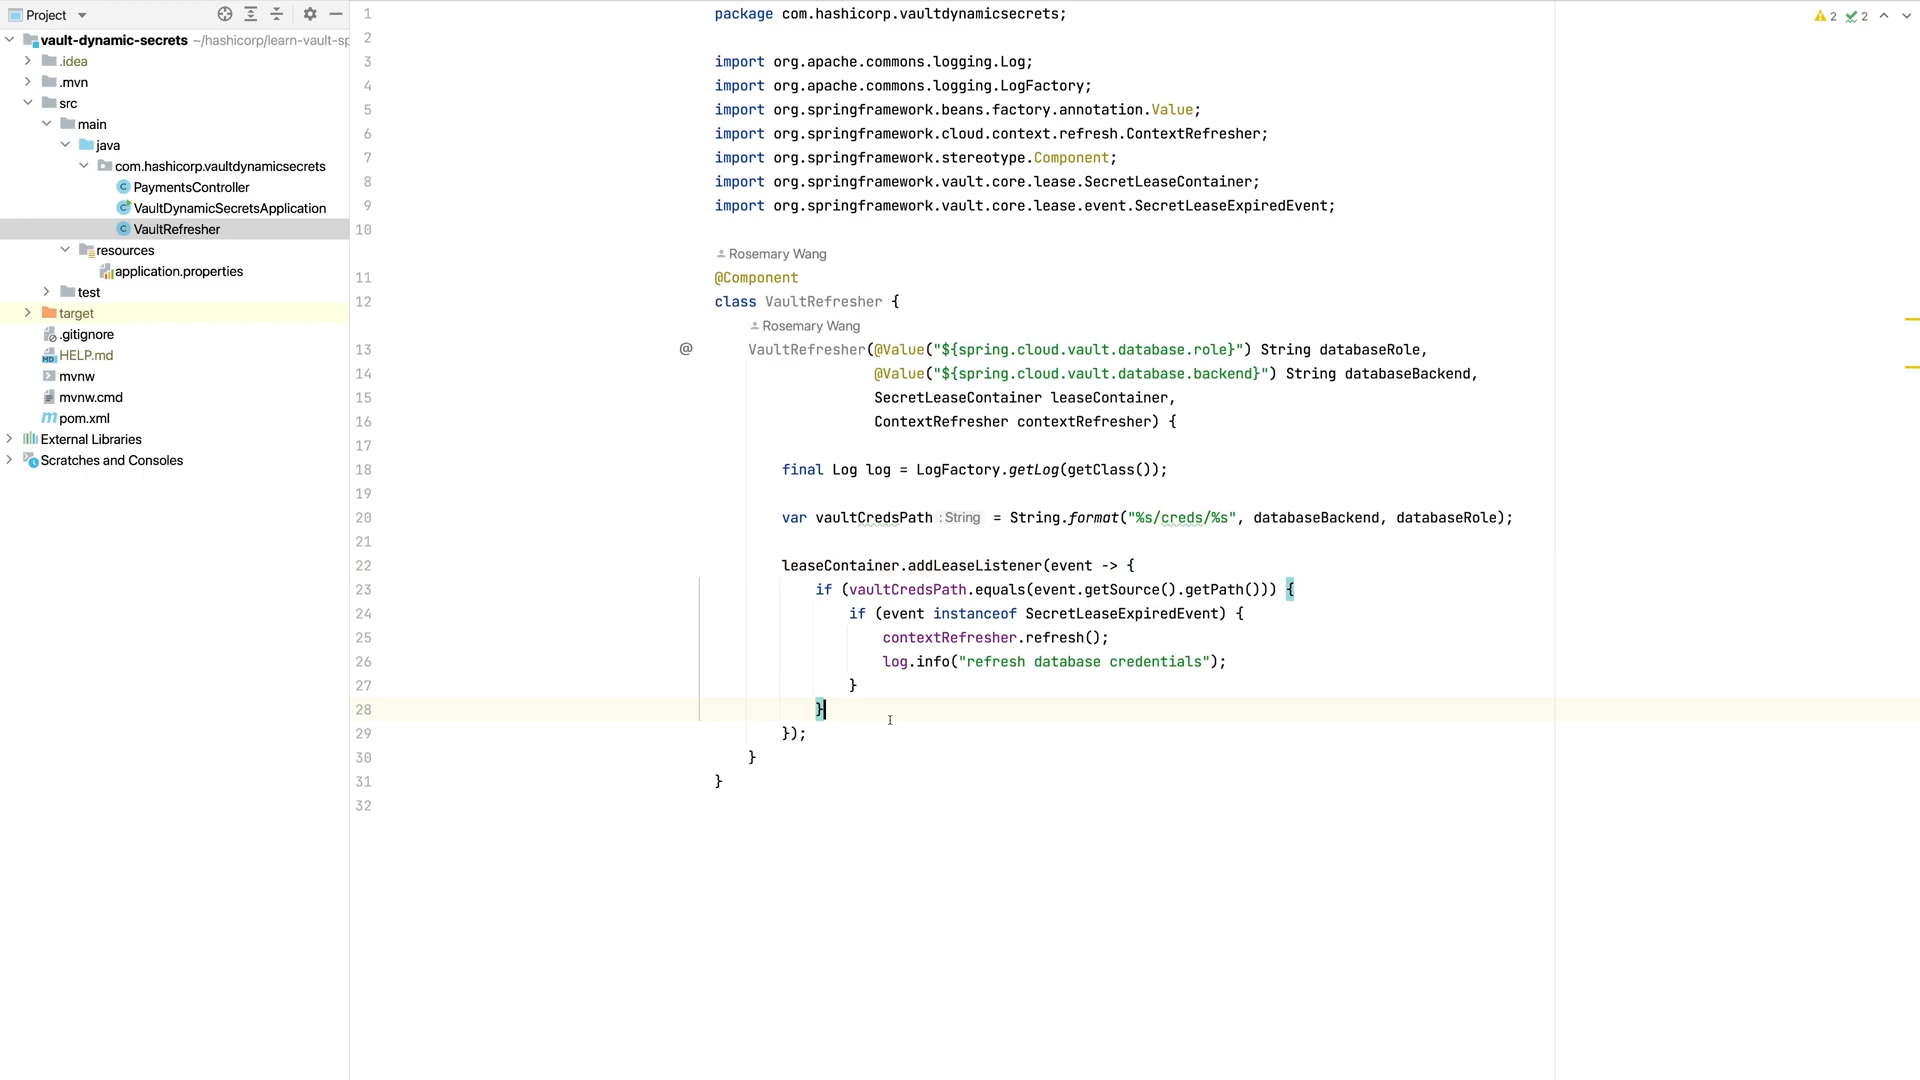 Project
vault-dynamic-secrets ~/hashicorp/learn-vault-sp
.idea
.mvn
src
main
java
com.hashicorp.vaultdynamicsecrets
PaymentsController
VaultDynamicSecretsApplication
VaultRefresher
resources
application.properties
test
target
.gitignore
HELP.md
mvnw
mvnw.cmd
pom.xml
External Libraries
Scratches and Consoles
2 2
1 package com.hashicorp.vaultdynamicsecrets;
2
3 import org.apache.commons.logging.Log;
4 import org.apache.commons.logging.LogFactory;
5 import org.springframework.beans.factory.annotation.Value;
6 import org.springframework.cloud.context.refresh.ContextRefresher;
7 import org.springframework.stereotype.Component;
8 import org.springframework.vault.core.lease.SecretLeaseContainer;
9 import org.springframework.vault.core.lease.event.SecretLeaseExpiredEvent;
10
Rosemary Wang
11 @Component
12 class VaultRefresher {
Rosemary Wang
13 @ VaultRefresher(@Value("${spring.cloud.vault.database.role}") String databaseRole,
14 @Value("${spring.cloud.vault.database.backend}") String databaseBackend,
15 SecretLeaseContainer leaseContainer,
16 ContextRefresher contextRefresher) {
17
18 final Log log = LogFactory.getLog(getClass());
19
20 var vaultCredsPath : String = String.format("%s/creds/%s", databaseBackend, databaseRole);
21
22 leaseContainer.addLeaseListener(event -> {
23 if (vaultCredsPath.equals(event.getSource().getPath())) {
24 if (event instanceof SecretLeaseExpiredEvent) {
25 contextRefresher.refresh();
26 log.info("refresh database credentials");
27 }
28 }
29 });
30 }
31 }
32